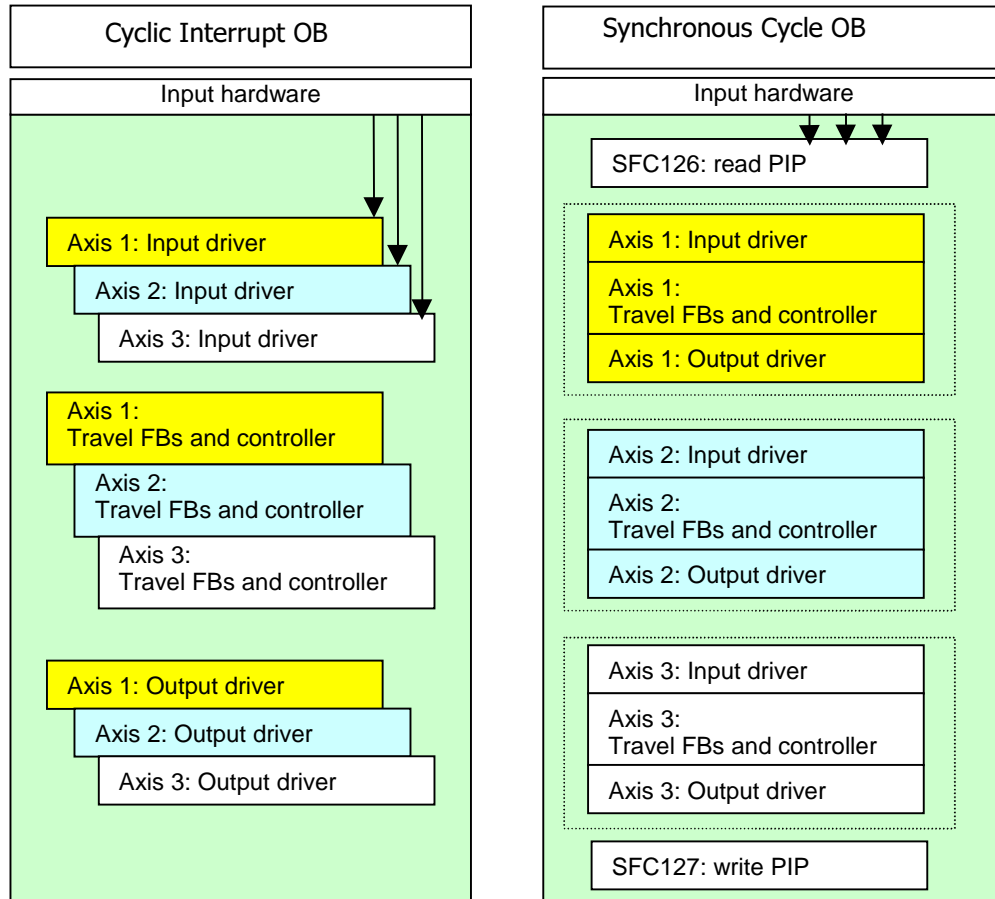 Cyclic Interrupt OB
Input hardware
Axis 1: Input driver
Axis 2: Input driver
Axis 3: Input driver
Axis 1:
Travel FBs and controller
Axis 2:
Travel FBs and controller
Axis 3:
Travel FBs and controller
Axis 1: Output driver
Axis 2: Output driver
Axis 3: Output driver
Synchronous Cycle OB
Input hardware
SFC126: read PIP
Axis 1: Input driver
Axis 1:
Travel FBs and controller
Axis 1: Output driver
Axis 2: Input driver
Axis 2:
Travel FBs and controller
Axis 2: Output driver
Axis 3: Input driver
Axis 3:
Travel FBs and controller
Axis 3: Output driver
SFC127: write PIP